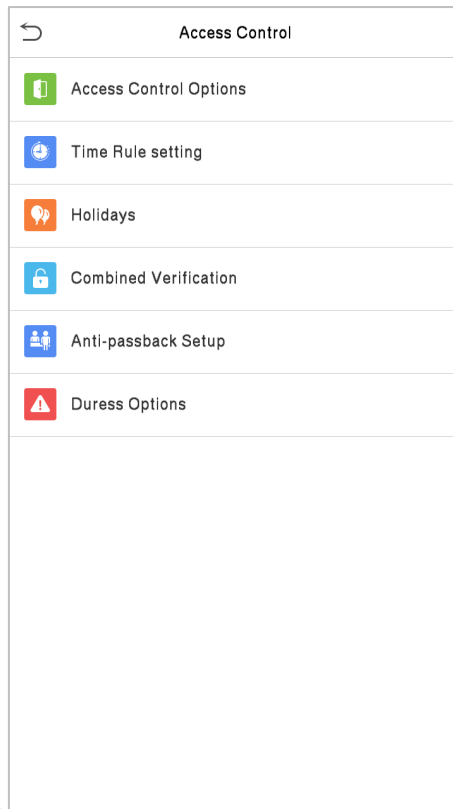 Access Control
Access Control Options
Time Rule setting
Holidays
Combined Verification
Anti-passback Setup
Duress Options